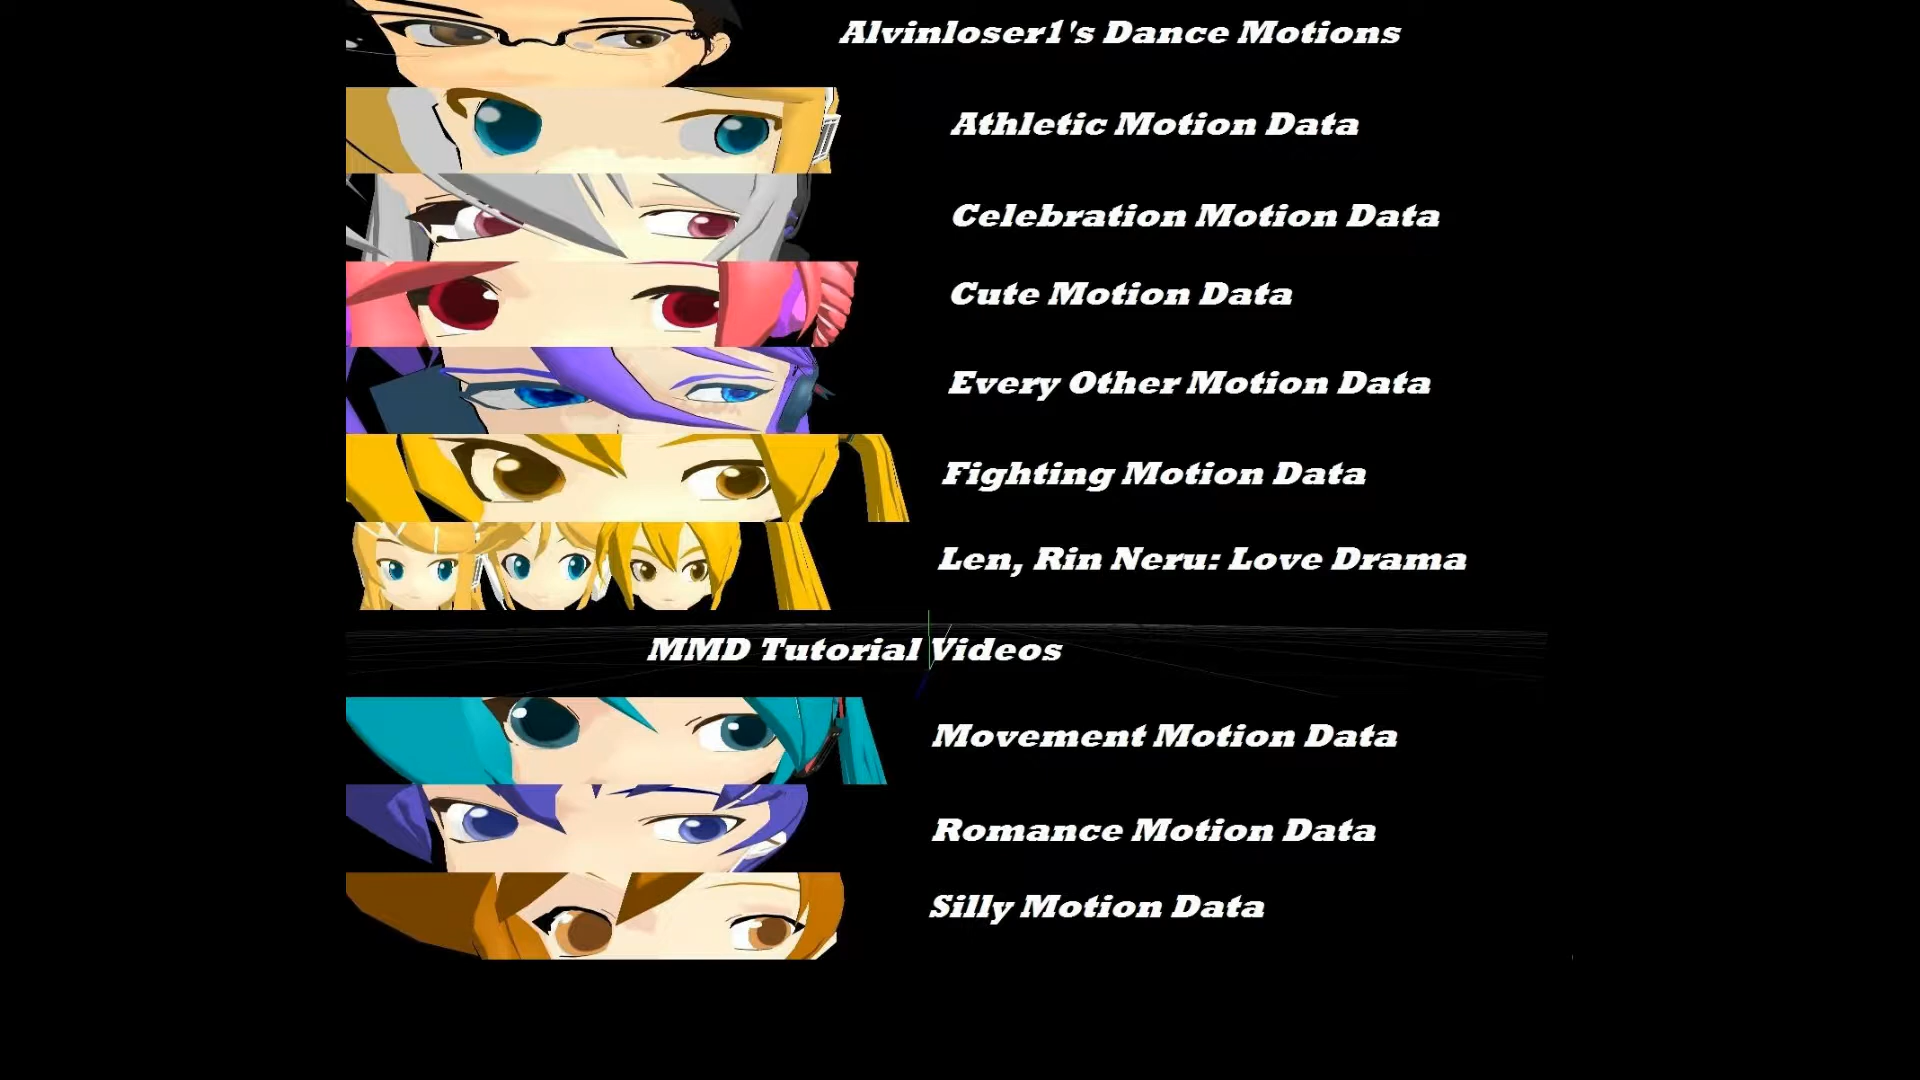 Alvinloser1's Dance Motions
Athletic Motion Data
Celebration Motion Data
Cute Motion Data
Every Other Motion Data
Fighting Motion Data
Len, Rin Neru: Love Drama
MMD Tutorial Videos
Movement Motion Data
Romance Motion Data
Silly Motion Data